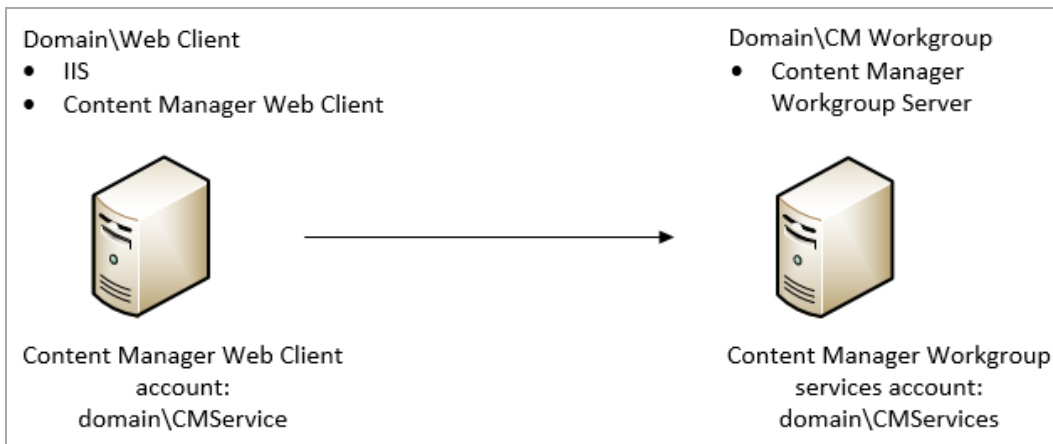 Domain\Web Client
• IIS
• Content Manager Web Client
Domain\CM Workgroup
• Content Manager
Workgroup Server
Content Manager Web Client
account:
domain\CMService
Content Manager Workgroup
services account:
domain\CMServices